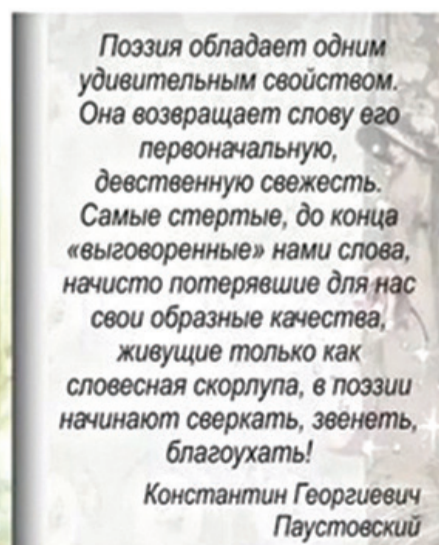 Поэзия обладает одним
удивительным свойством.
Она возвращает слову его
первоначальную,
девственную свежесть.
Самые стертые, до конца
«выговоренные» нами слова,
начисто потерявшие для нас
свои образные качества,
живущие только как
словесная скорлупа, в поэзии
начинают сверкать, звенеть,
благоухать!
Константин Георгиевич
Паустовский